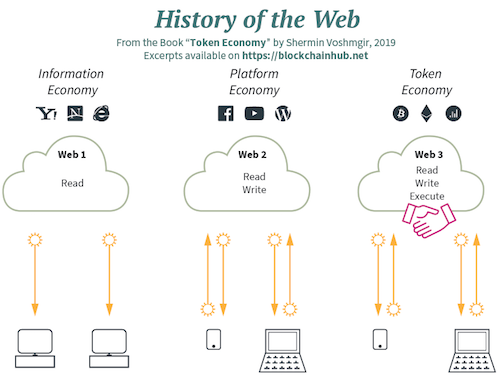 History of the Web
From the Book “Token Economy” by Shermin Voshmgir, 2019
Excerpts available on https://blockchainhub.net
Information
Economy
Platform
Economy
Token
Economy
Web 1
Read
Web 2
Read
Write
Web 3
Read
Write
Execute